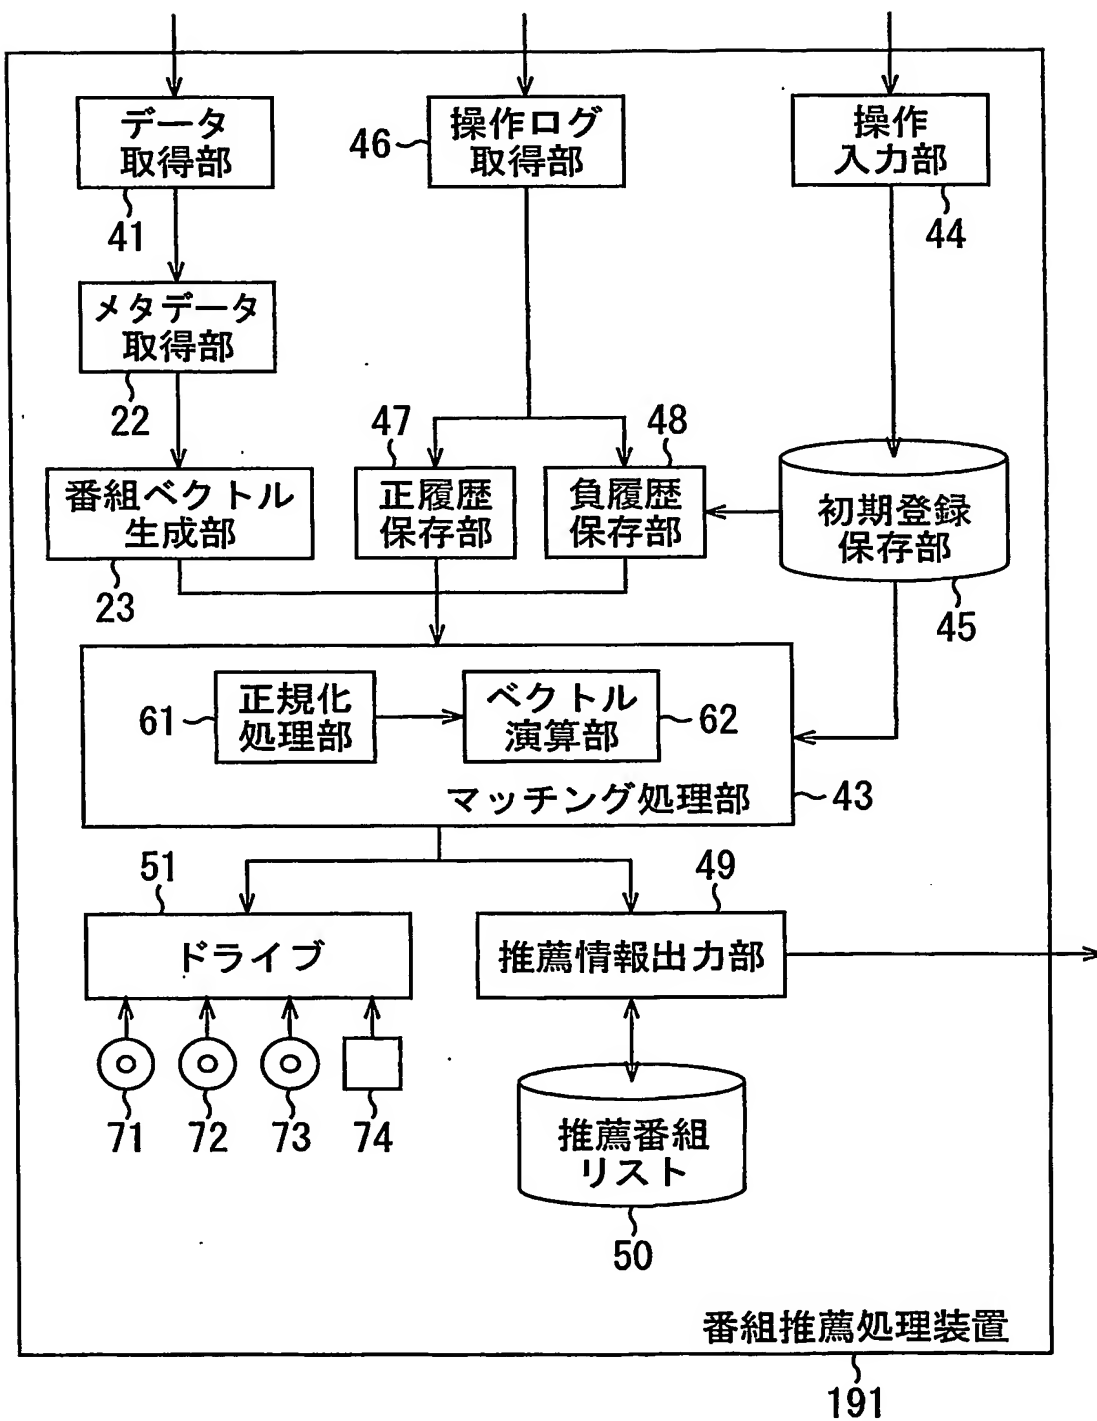 データ
取得部
41
46
操作ログ
取得部
操作
入力部
44
メタデータ
取得部
22
番組ベクトル
生成部
23
47
正履歴
保存部
48
負履歴
保存部
初期登録
保存部
45
61
正規化
処理部
ベクトル
演算部
62
マッチング処理部
43
51
ドライブ
49
推薦情報出力部
71
72
73
74
推薦番組
リスト
50
番組推薦処理装置
191